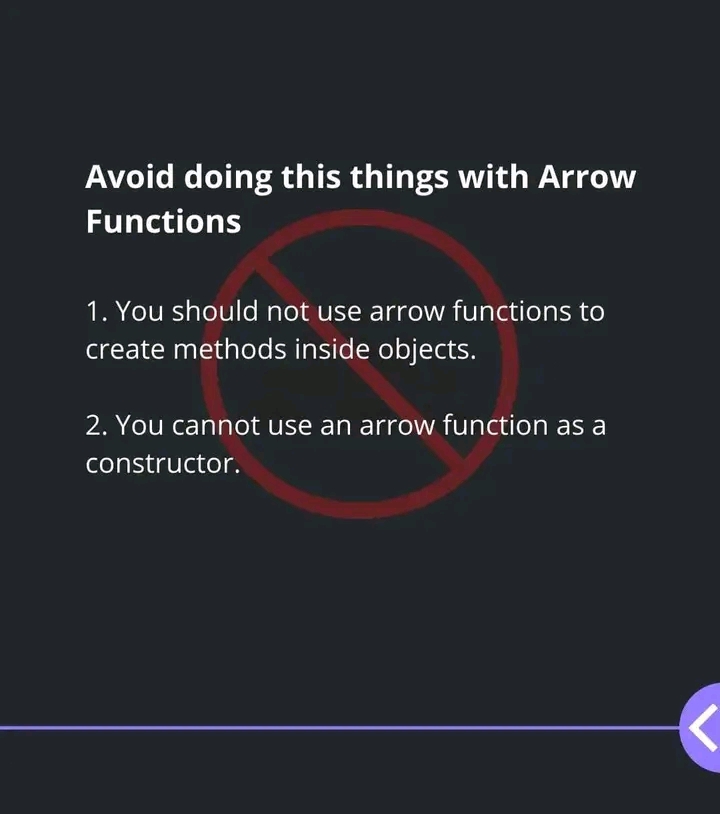 Avoid doing this things with Arrow
Functions
1. You should not use arrow functions to
create methods inside objects.
2. You cannot use an arrow function as a
constructor.